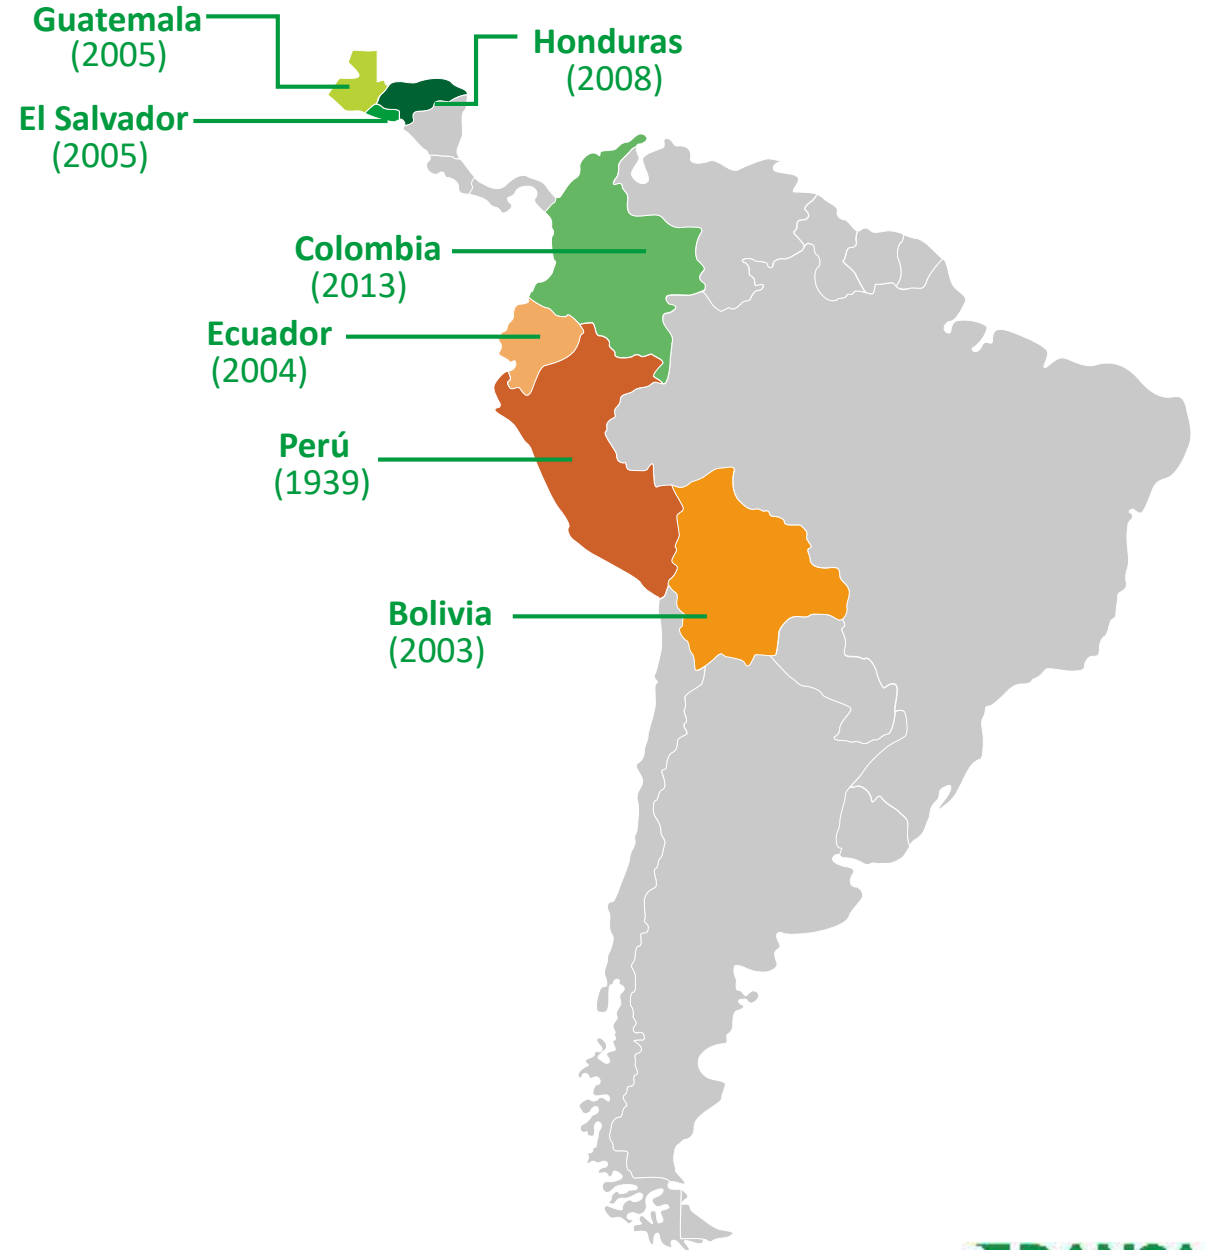 Guatemala
(2005)
Honduras
(2008)
El Salvador
(2005)
Colombia
(2013)
Ecuador
(2004)
Perú
(1939)
Bolivia
(2003)